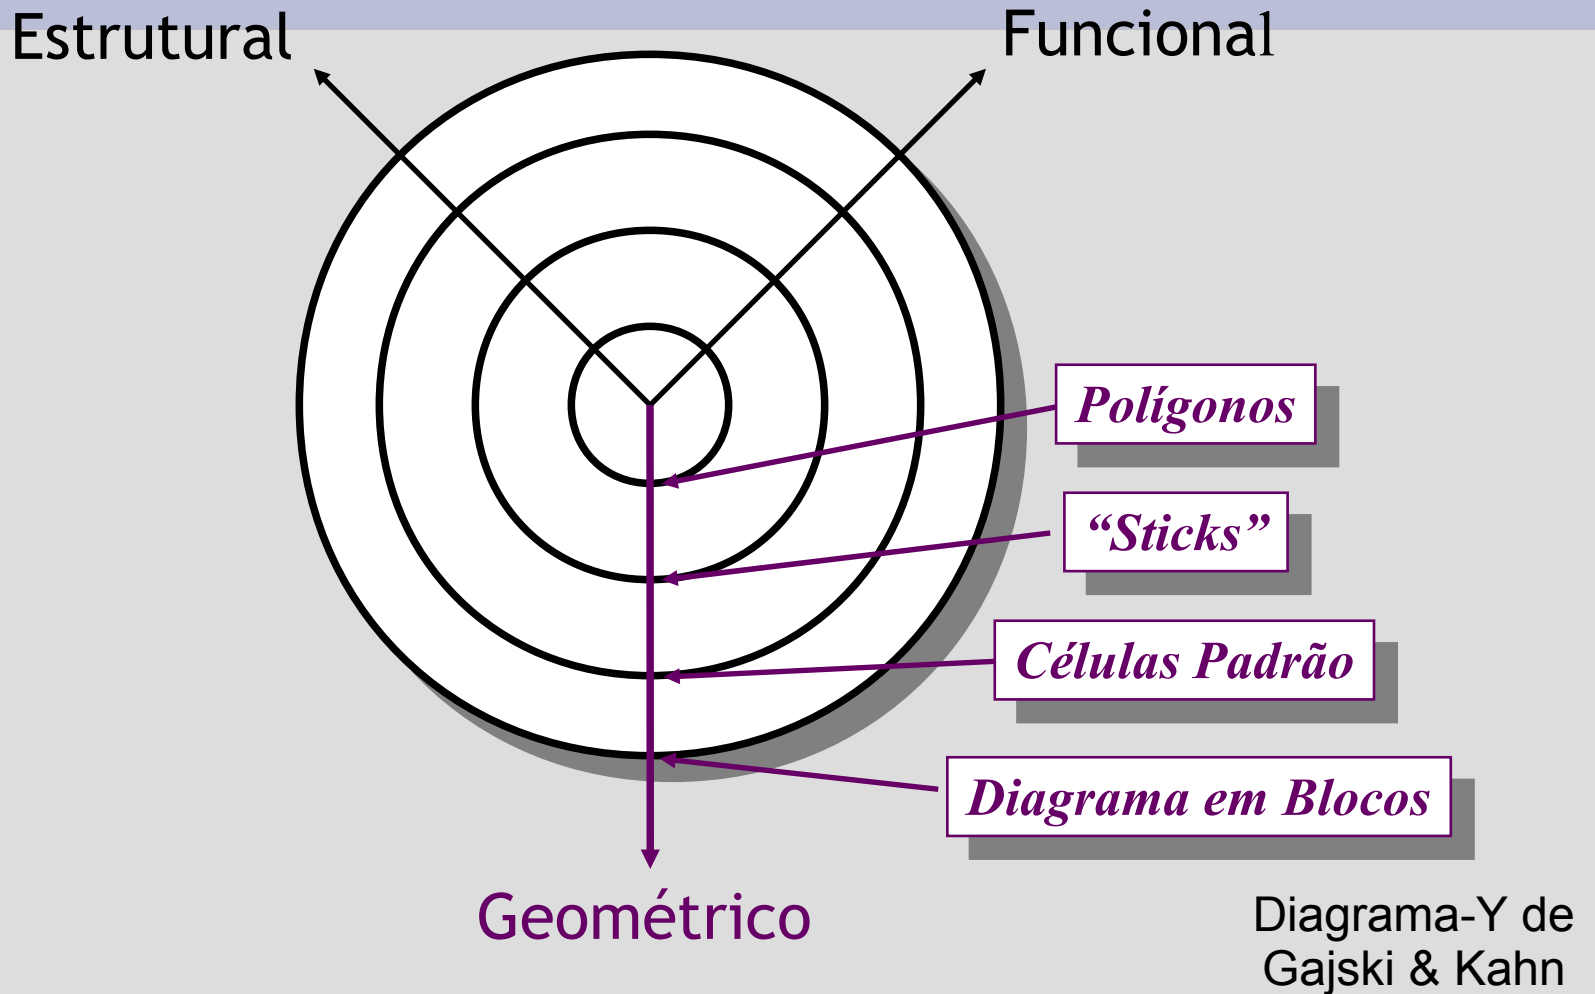 Estrutural
Funcional
Polígonos
“Sticks”
Células Padrão
Diagrama em Blocos
Geométrico
Diagrama-Y de
Gajski & Kahn